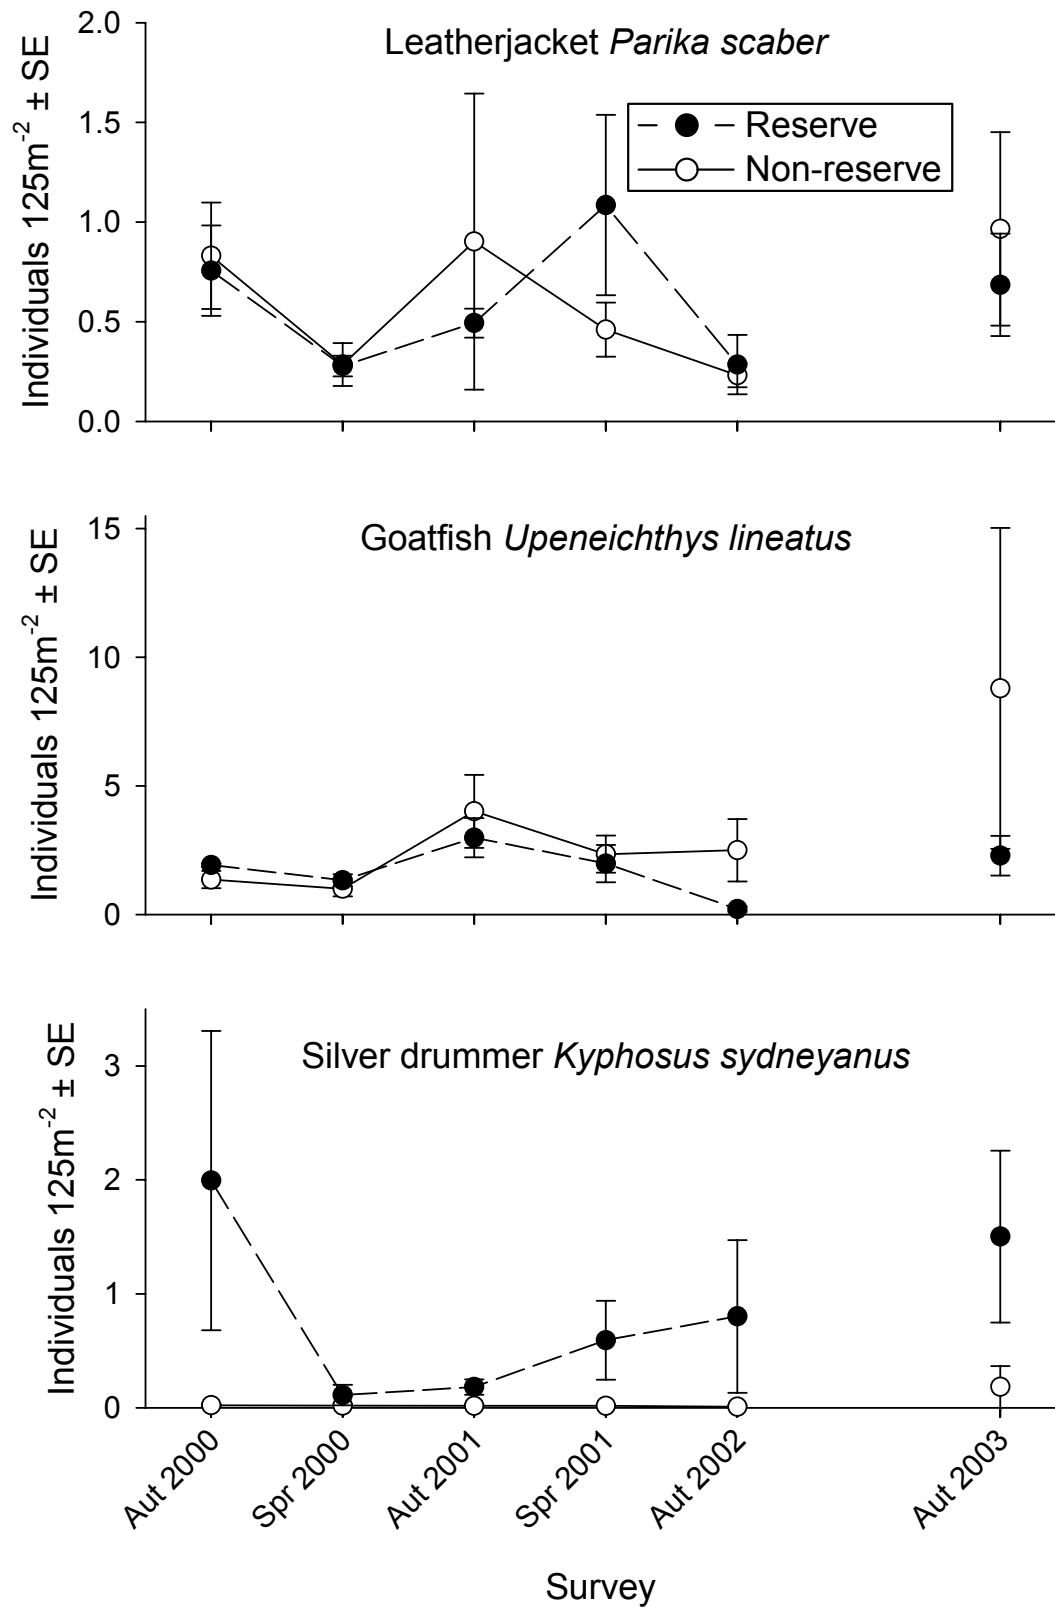 Leatherjacket Parika scaber
Individuals 125m⁻² ± SE
2.0
1.5
1.0
0.5
0.0
Reserve
Non-reserve
Goatfish Upeneichthys lineatus
Individuals 125m⁻² ± SE
15
10
5
0
Silver drummer Kyphosus sydneyanus
Individuals 125m⁻² ± SE
3
2
1
0
Aut 2000
Spr 2000
Aut 2001
Spr 2001
Aut 2002
Aut 2003
Survey